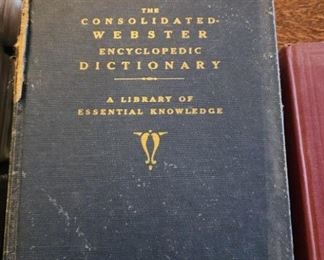 THE
CONSOLIDATED-
WEBSTER
ENCYCLOPEDIC
DICTIONARY
A LIBRARY OF
ESSENTIAL KNOWLEDGE